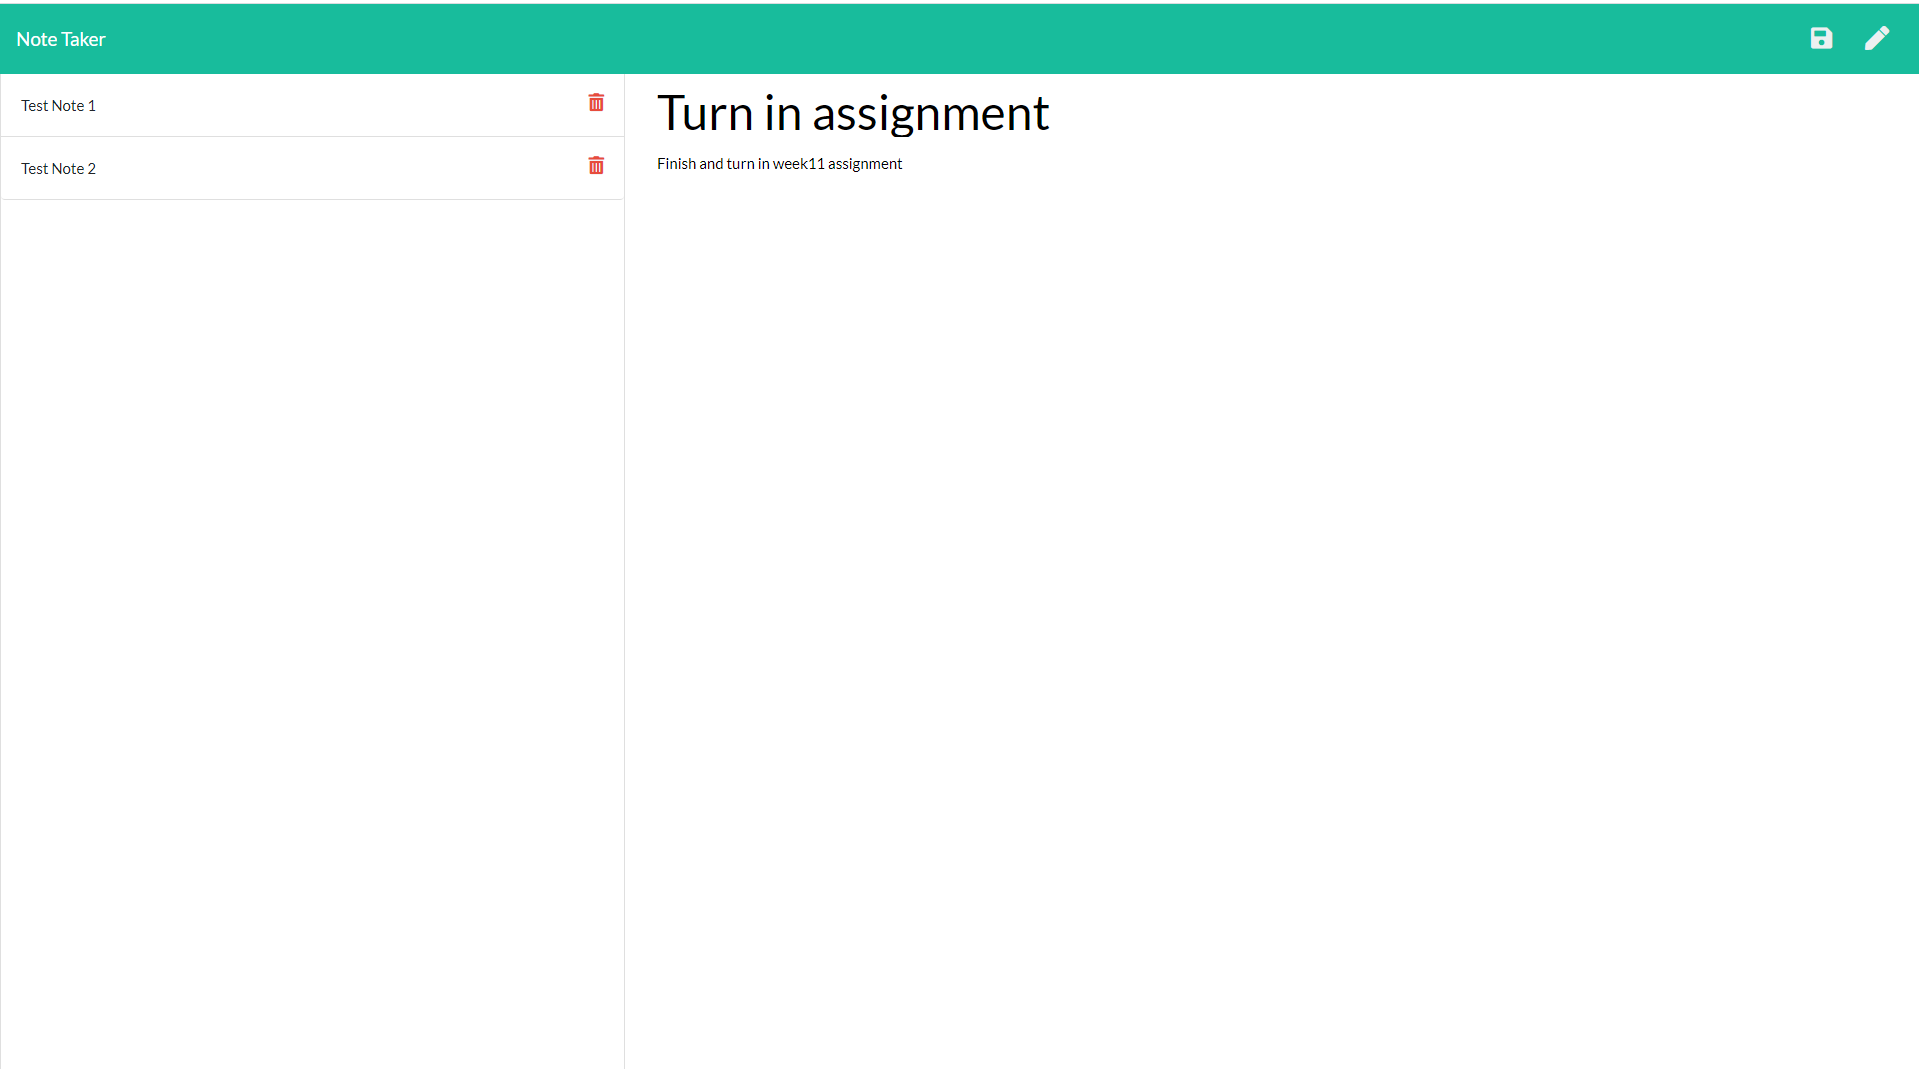 Note Taker
Test Note 1
Test Note 2
Turn in assignment
Finish and turn in week11 assignment